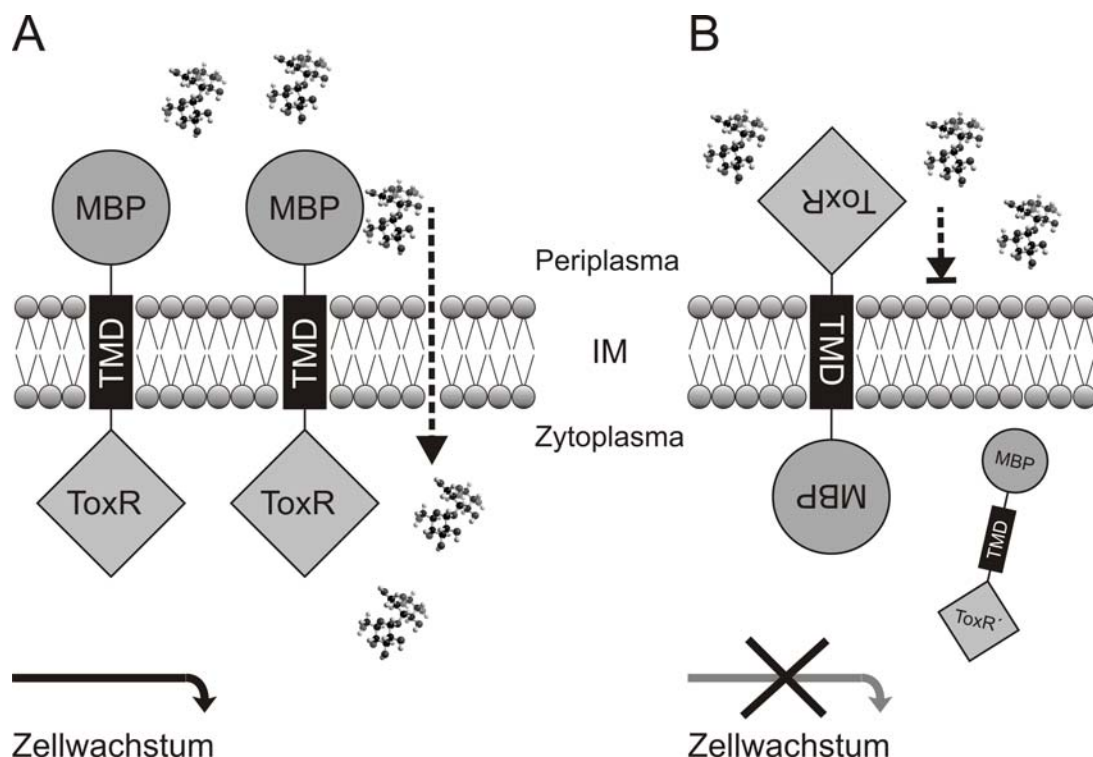 A
MBP
MBP
TMD
TMD
ToxR
ToxR
Zellwachstum
Periplasma
IM
Zytoplasma
B
ToxR
TMD
MBP
MBP
TMD
ToxR´
Zellwachstum